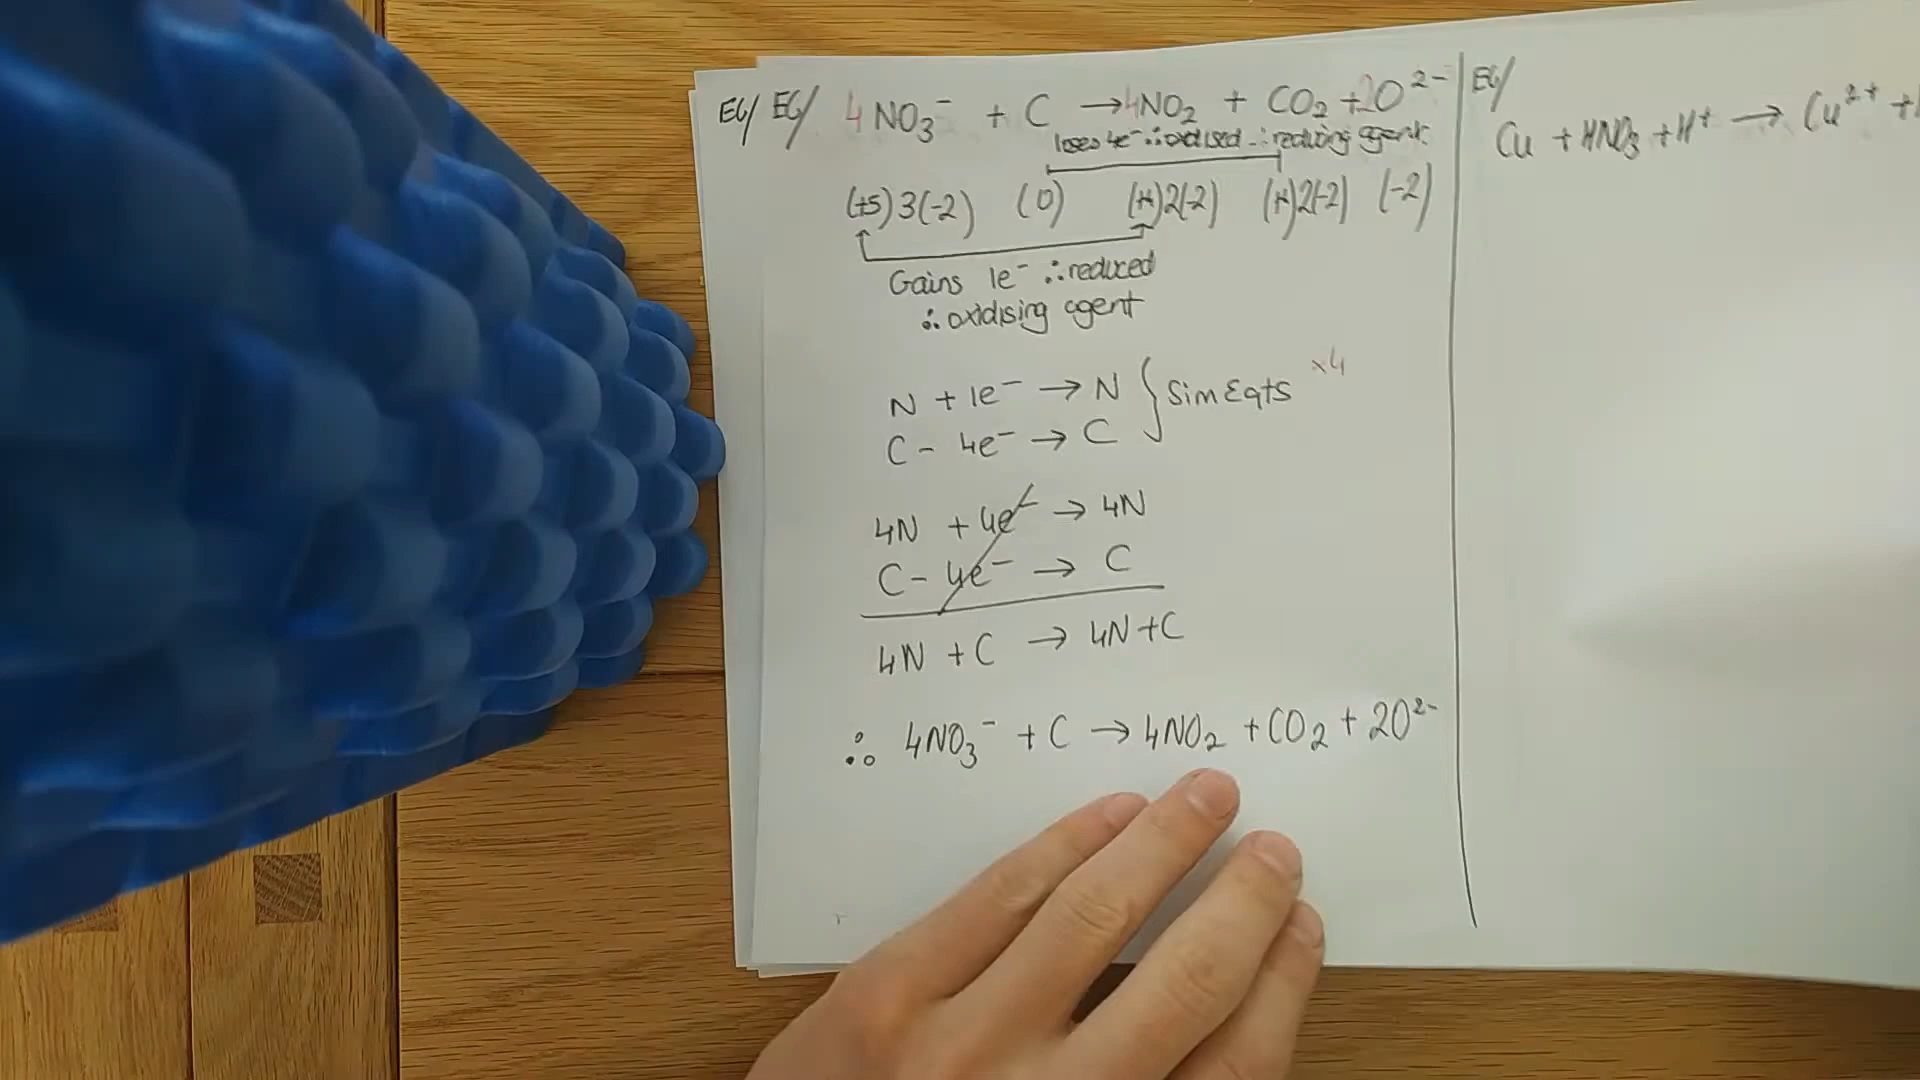 EG/ EG/ 4NO₃⁻ + C → 4NO₂ + CO₂ + 2O²⁻
loses 4e⁻ ∴ oxidised ∴ reducing agent.
(+5)3(-2) (0) (+4)2(-2) (+4)2(-2) (-2)
Gains 1e⁻ ∴ reduced
∴ oxidising agent
N + 1e⁻ → N } Sim Eqts ×4
C - 4e⁻ → C
4N + 4e⁻ → 4N
C - 4e⁻ → C
4N + C → 4N + C
∴ 4NO₃⁻ + C → 4NO₂ + CO₂ + 2O²⁻
EG/
Cu + HNO₃ + H⁺ → Cu²⁺ +